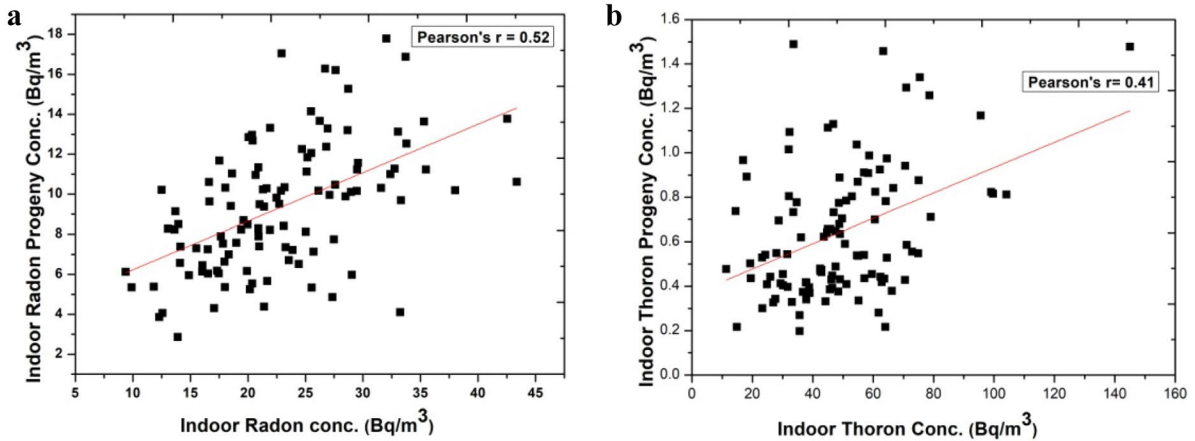 a
Indoor Radon Progeny Conc. (Bq/m³)
18
16
14
12
10
8
6
4
2
Pearson's r = 0.52
5 10 15 20 25 30 35 40 45
Indoor Radon conc. (Bq/m³)
b
Indoor Thoron Progeny Conc. (Bq/m³)
1.6
1.4
1.2
1.0
0.8
0.6
0.4
0.2
0.0
Pearson's r= 0.41
0 20 40 60 80 100 120 140 160
Indoor Thoron Conc. (Bq/m³)